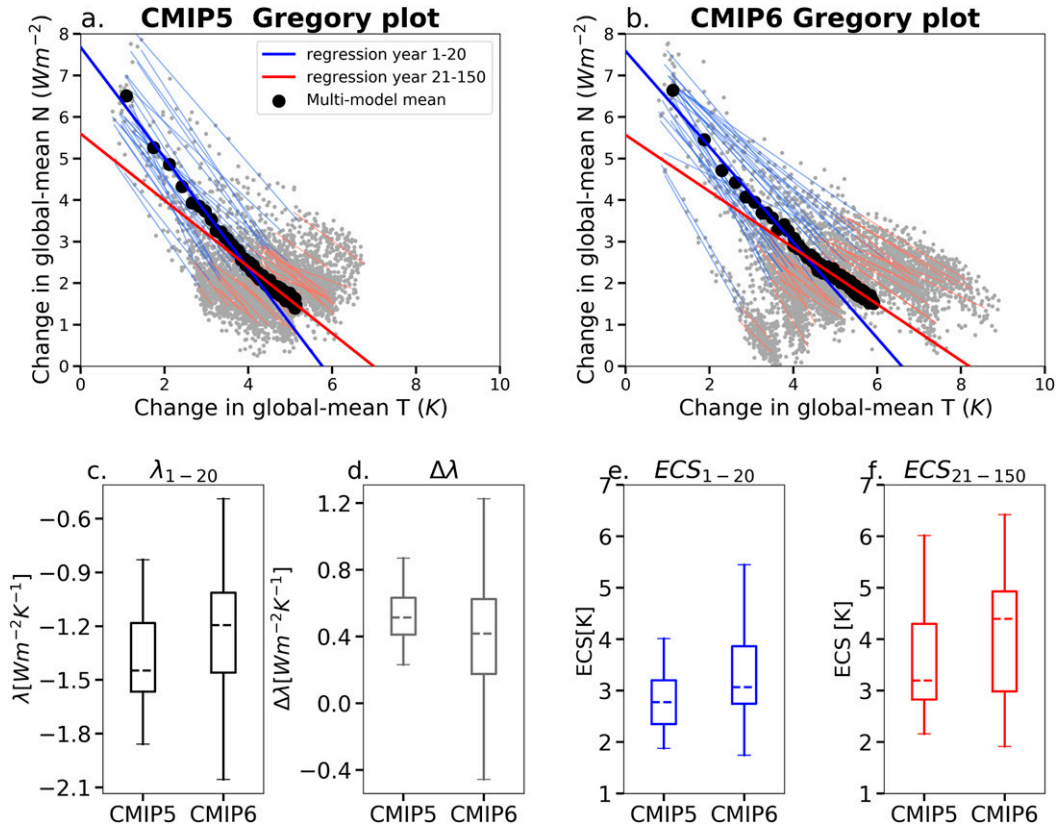 a. CMIP5 Gregory plot
b. CMIP6 Gregory plot
Change in global-mean N (Wm⁻²)
8
7
6
5
4
3
2
1
0
regression year 1-20
regression year 21-150
Multi-model mean
0 2 4 6 8 10
Change in global-mean T (K)
Change in global-mean N (Wm⁻²)
8
7
6
5
4
3
2
1
0
0 2 4 6 8 10
Change in global-mean T (K)
c. λ₁₋₂₀
λ[Wm⁻²K⁻¹]
−0.6
−0.9
−1.2
−1.5
−1.8
−2.1
CMIP5 CMIP6
d. Δλ
Δλ[Wm⁻²K⁻¹]
1.2
0.8
0.4
0.0
−0.4
CMIP5 CMIP6
e. ECS₁₋₂₀
ECS[K]
7
6
5
4
3
2
1
CMIP5 CMIP6
f. ECS₂₁₋₁₅₀
ECS [K]
7
6
5
4
3
2
1
CMIP5 CMIP6